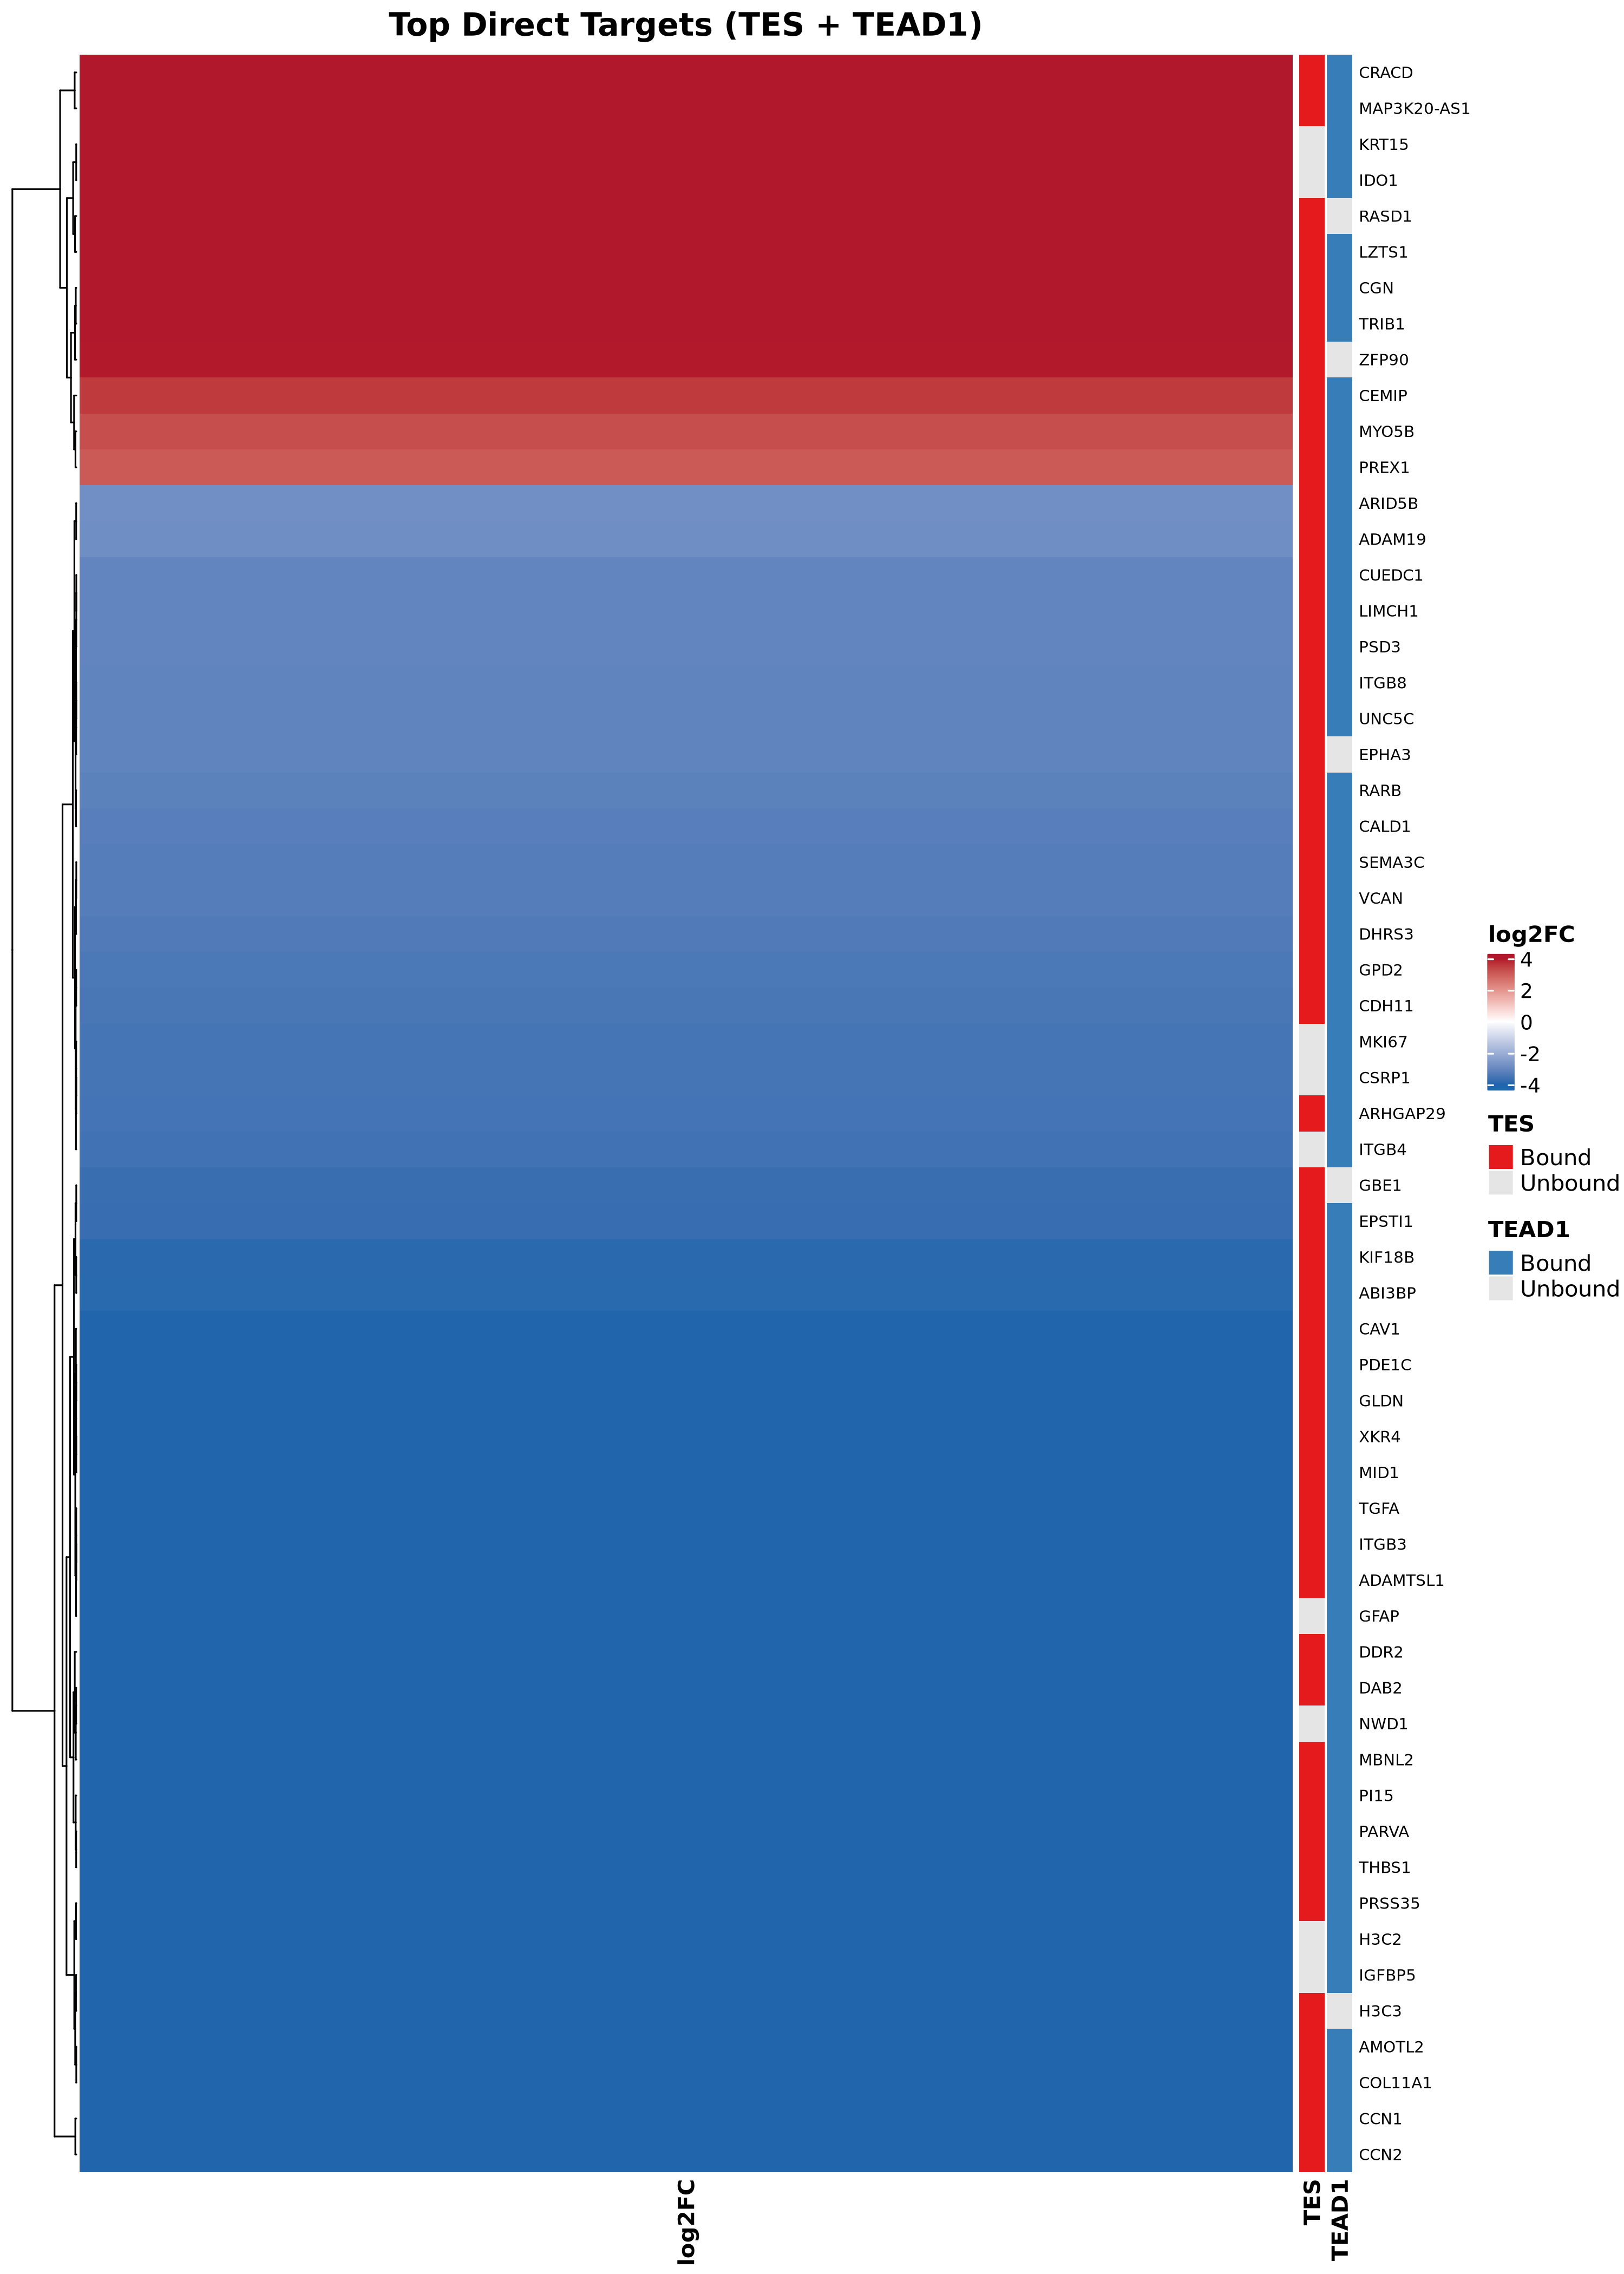 Top Direct Targets (TES + TEAD1)
CRACD
MAP3K20-AS1
KRT15
IDO1
RASD1
LZTS1
CGN
TRIB1
ZFP90
CEMIP
MYO5B
PREX1
ARID5B
ADAM19
CUEDC1
LIMCH1
PSD3
ITGB8
UNC5C
EPHA3
RARB
CALD1
SEMA3C
VCAN
DHRS3
GPD2
CDH11
MKI67
CSRP1
ARHGAP29
ITGB4
GBE1
EPSTI1
KIF18B
ABI3BP
CAV1
PDE1C
GLDN
XKR4
MID1
TGFA
ITGB3
ADAMTSL1
GFAP
DDR2
DAB2
NWD1
MBNL2
PI15
PARVA
THBS1
PRSS35
H3C2
IGFBP5
H3C3
AMOTL2
COL11A1
CCN1
CCN2
log2FC
4
2
0
-2
-4
TES
Bound
Unbound
TEAD1
Bound
Unbound
log2FC
TES
TEAD1